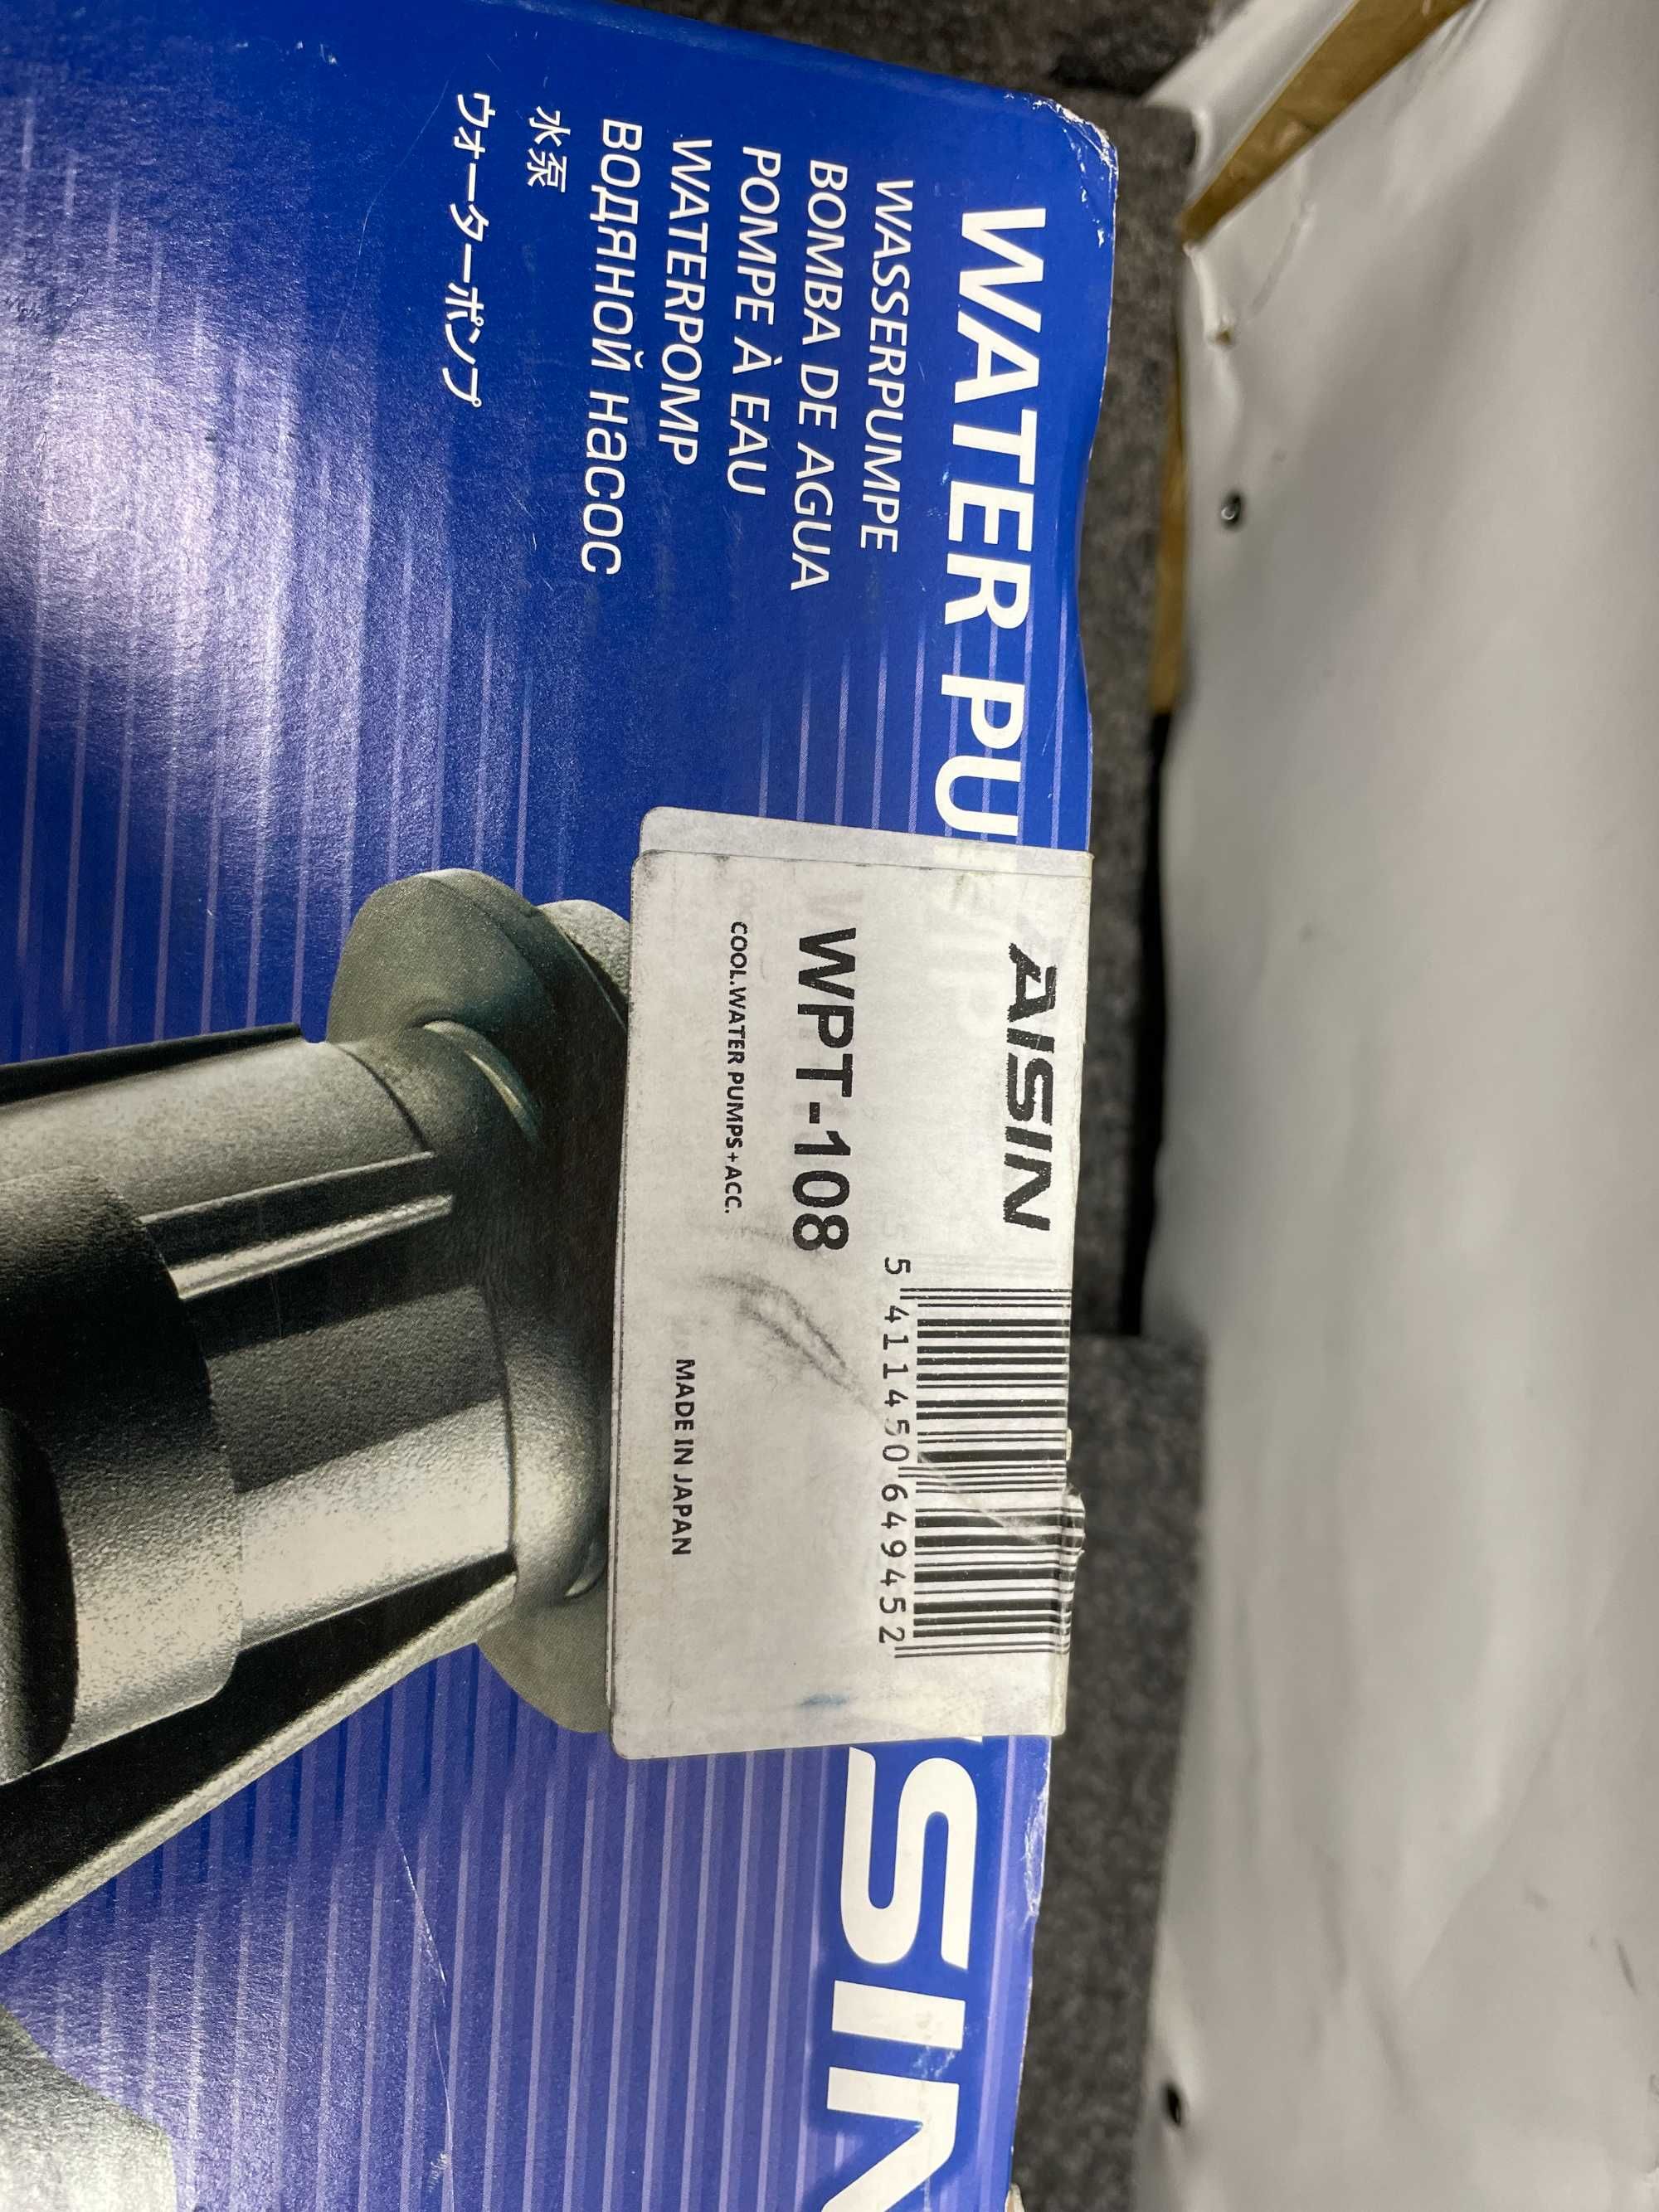 WATER PU
WASSERPUMPE
BOMBA DE AGUA
POMPE À EAU
WATERPOMP
ВОДЯНОЙ НаСОС
水泵
ウォーターポンプ
AISIN
5 411450 649452
WPT-108
COOL.WATER PUMPS+ACC.
MADE IN JAPAN
ISIN